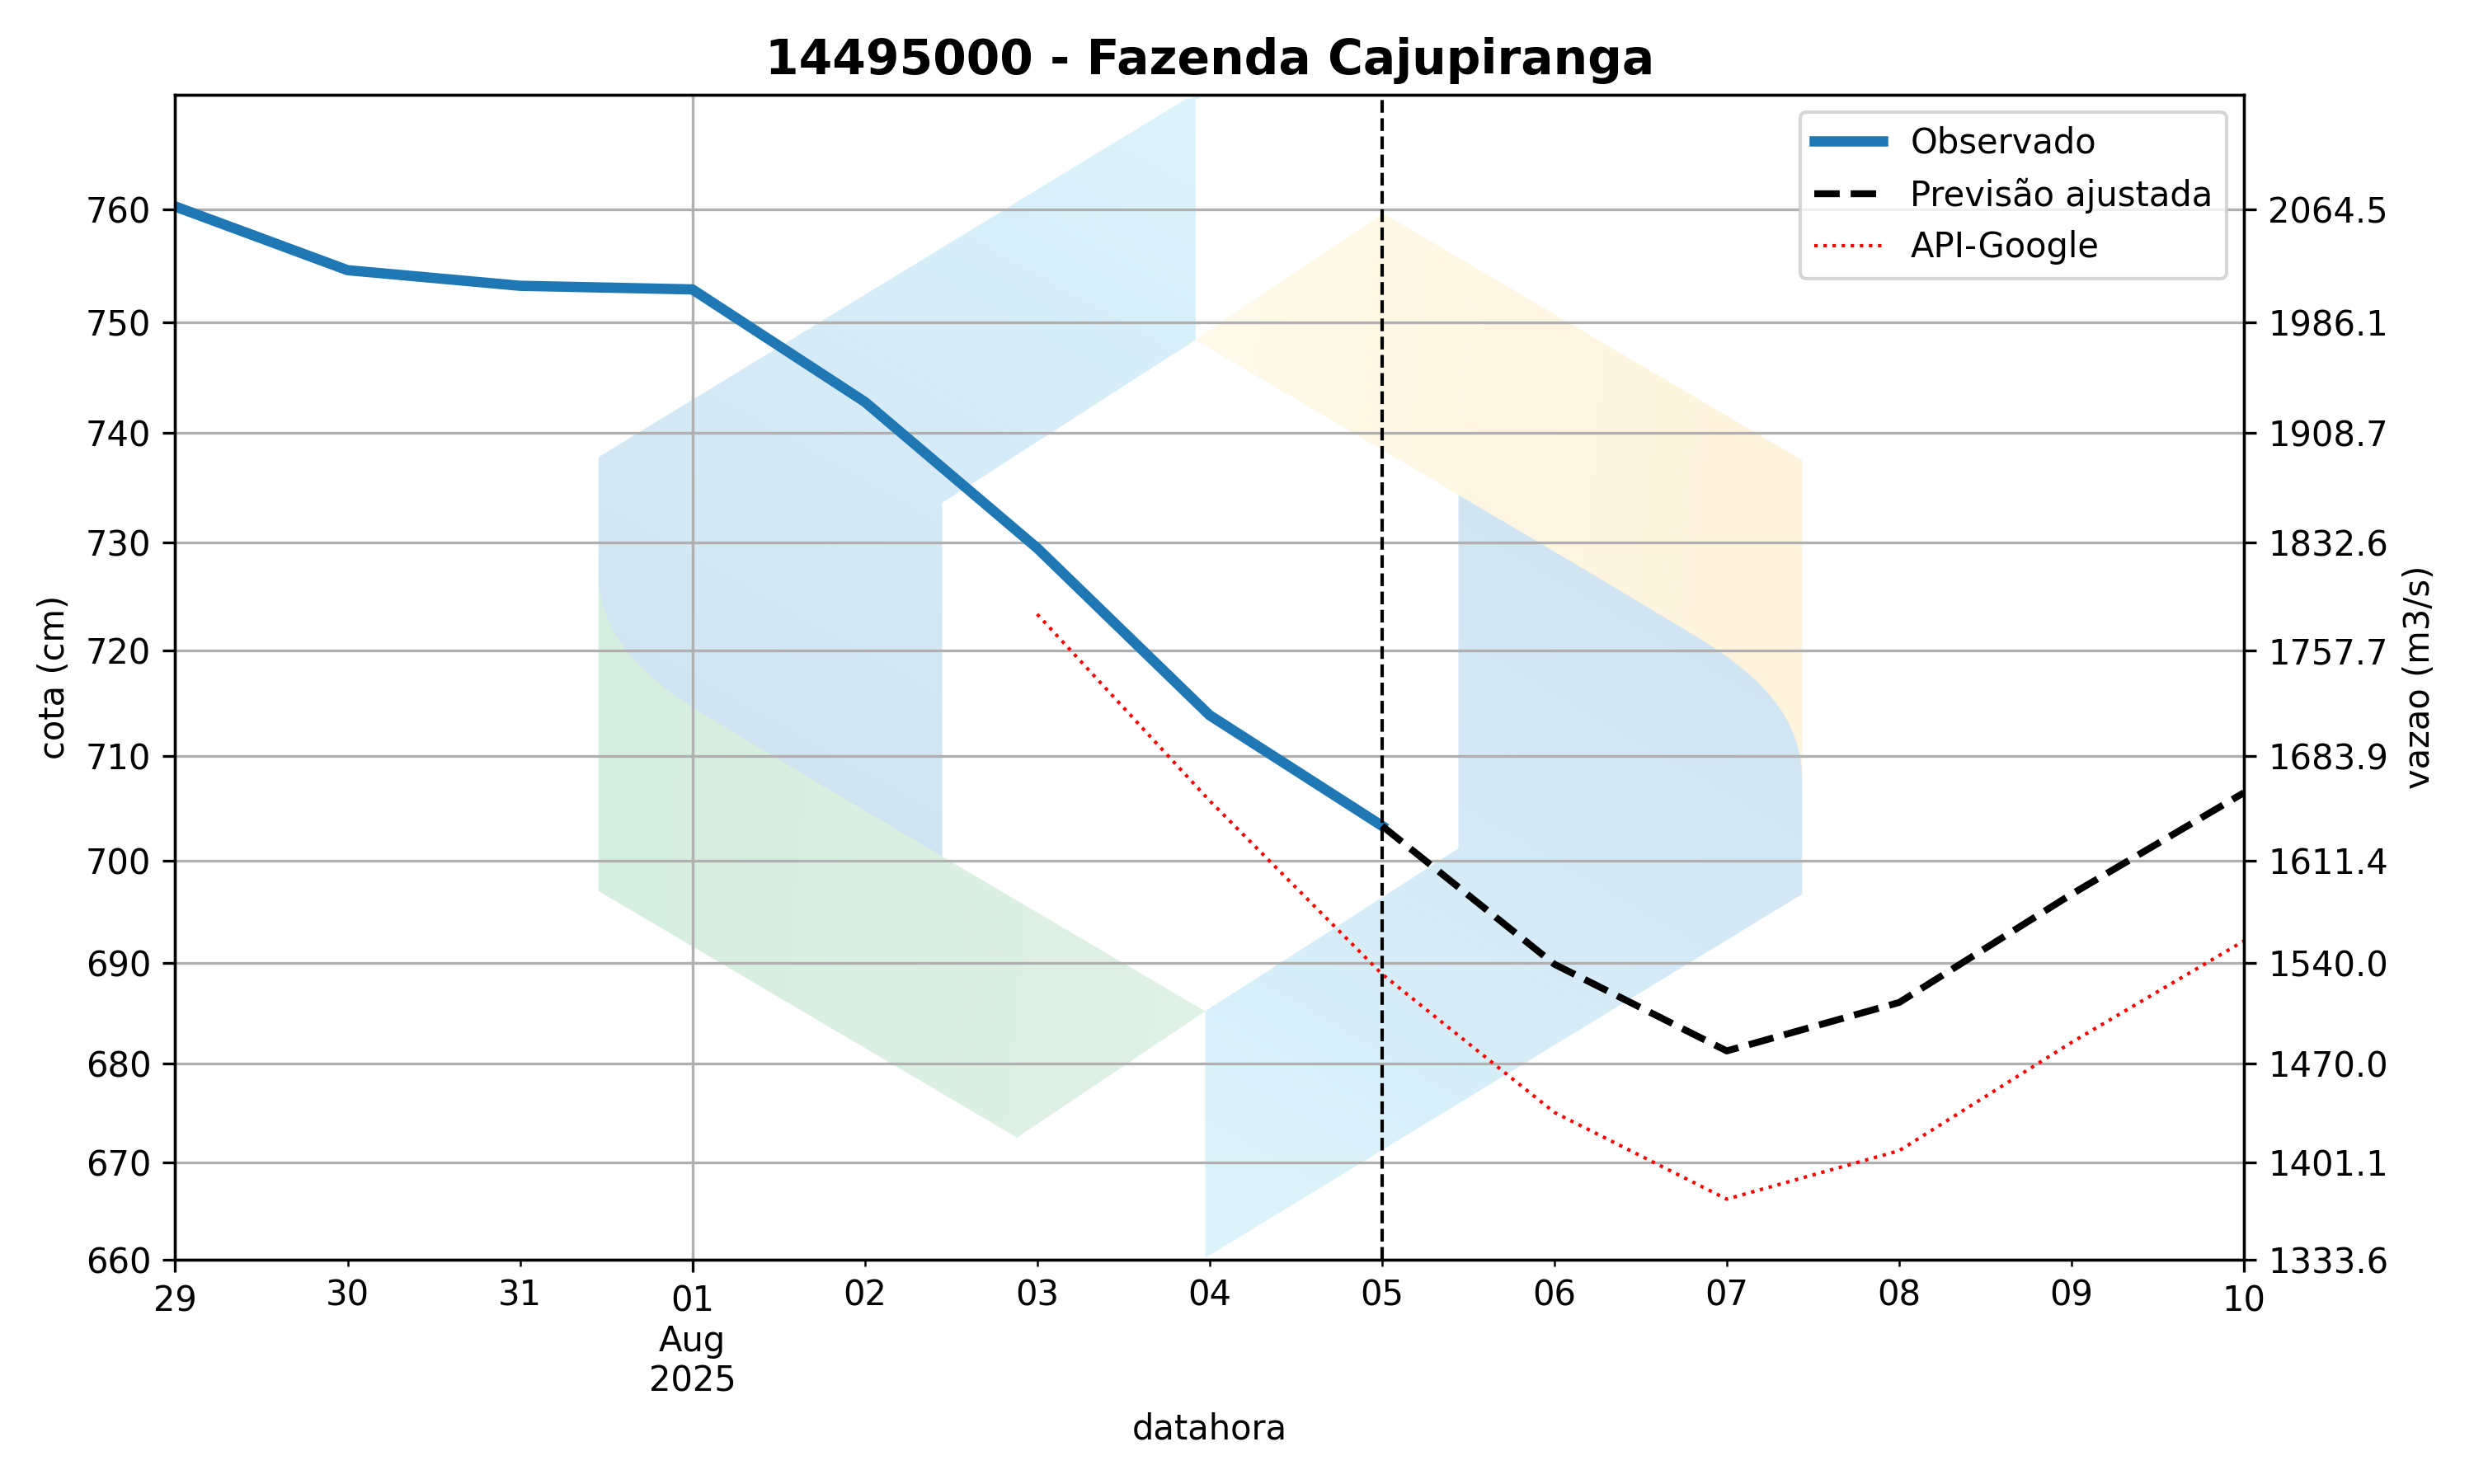 14495000 - Fazenda Cajupiranga
Observado
Previsão ajustada
API-Google
760
750
740
730
720
710
700
690
680
670
660
cota (cm)
2064.5
1986.1
1908.7
1832.6
1757.7
1683.9
1611.4
1540.0
1470.0
1401.1
1333.6
vazao (m3/s)
29 30 31 01 02 03 04 05 06 07 08 09 10
Aug
2025
datahora